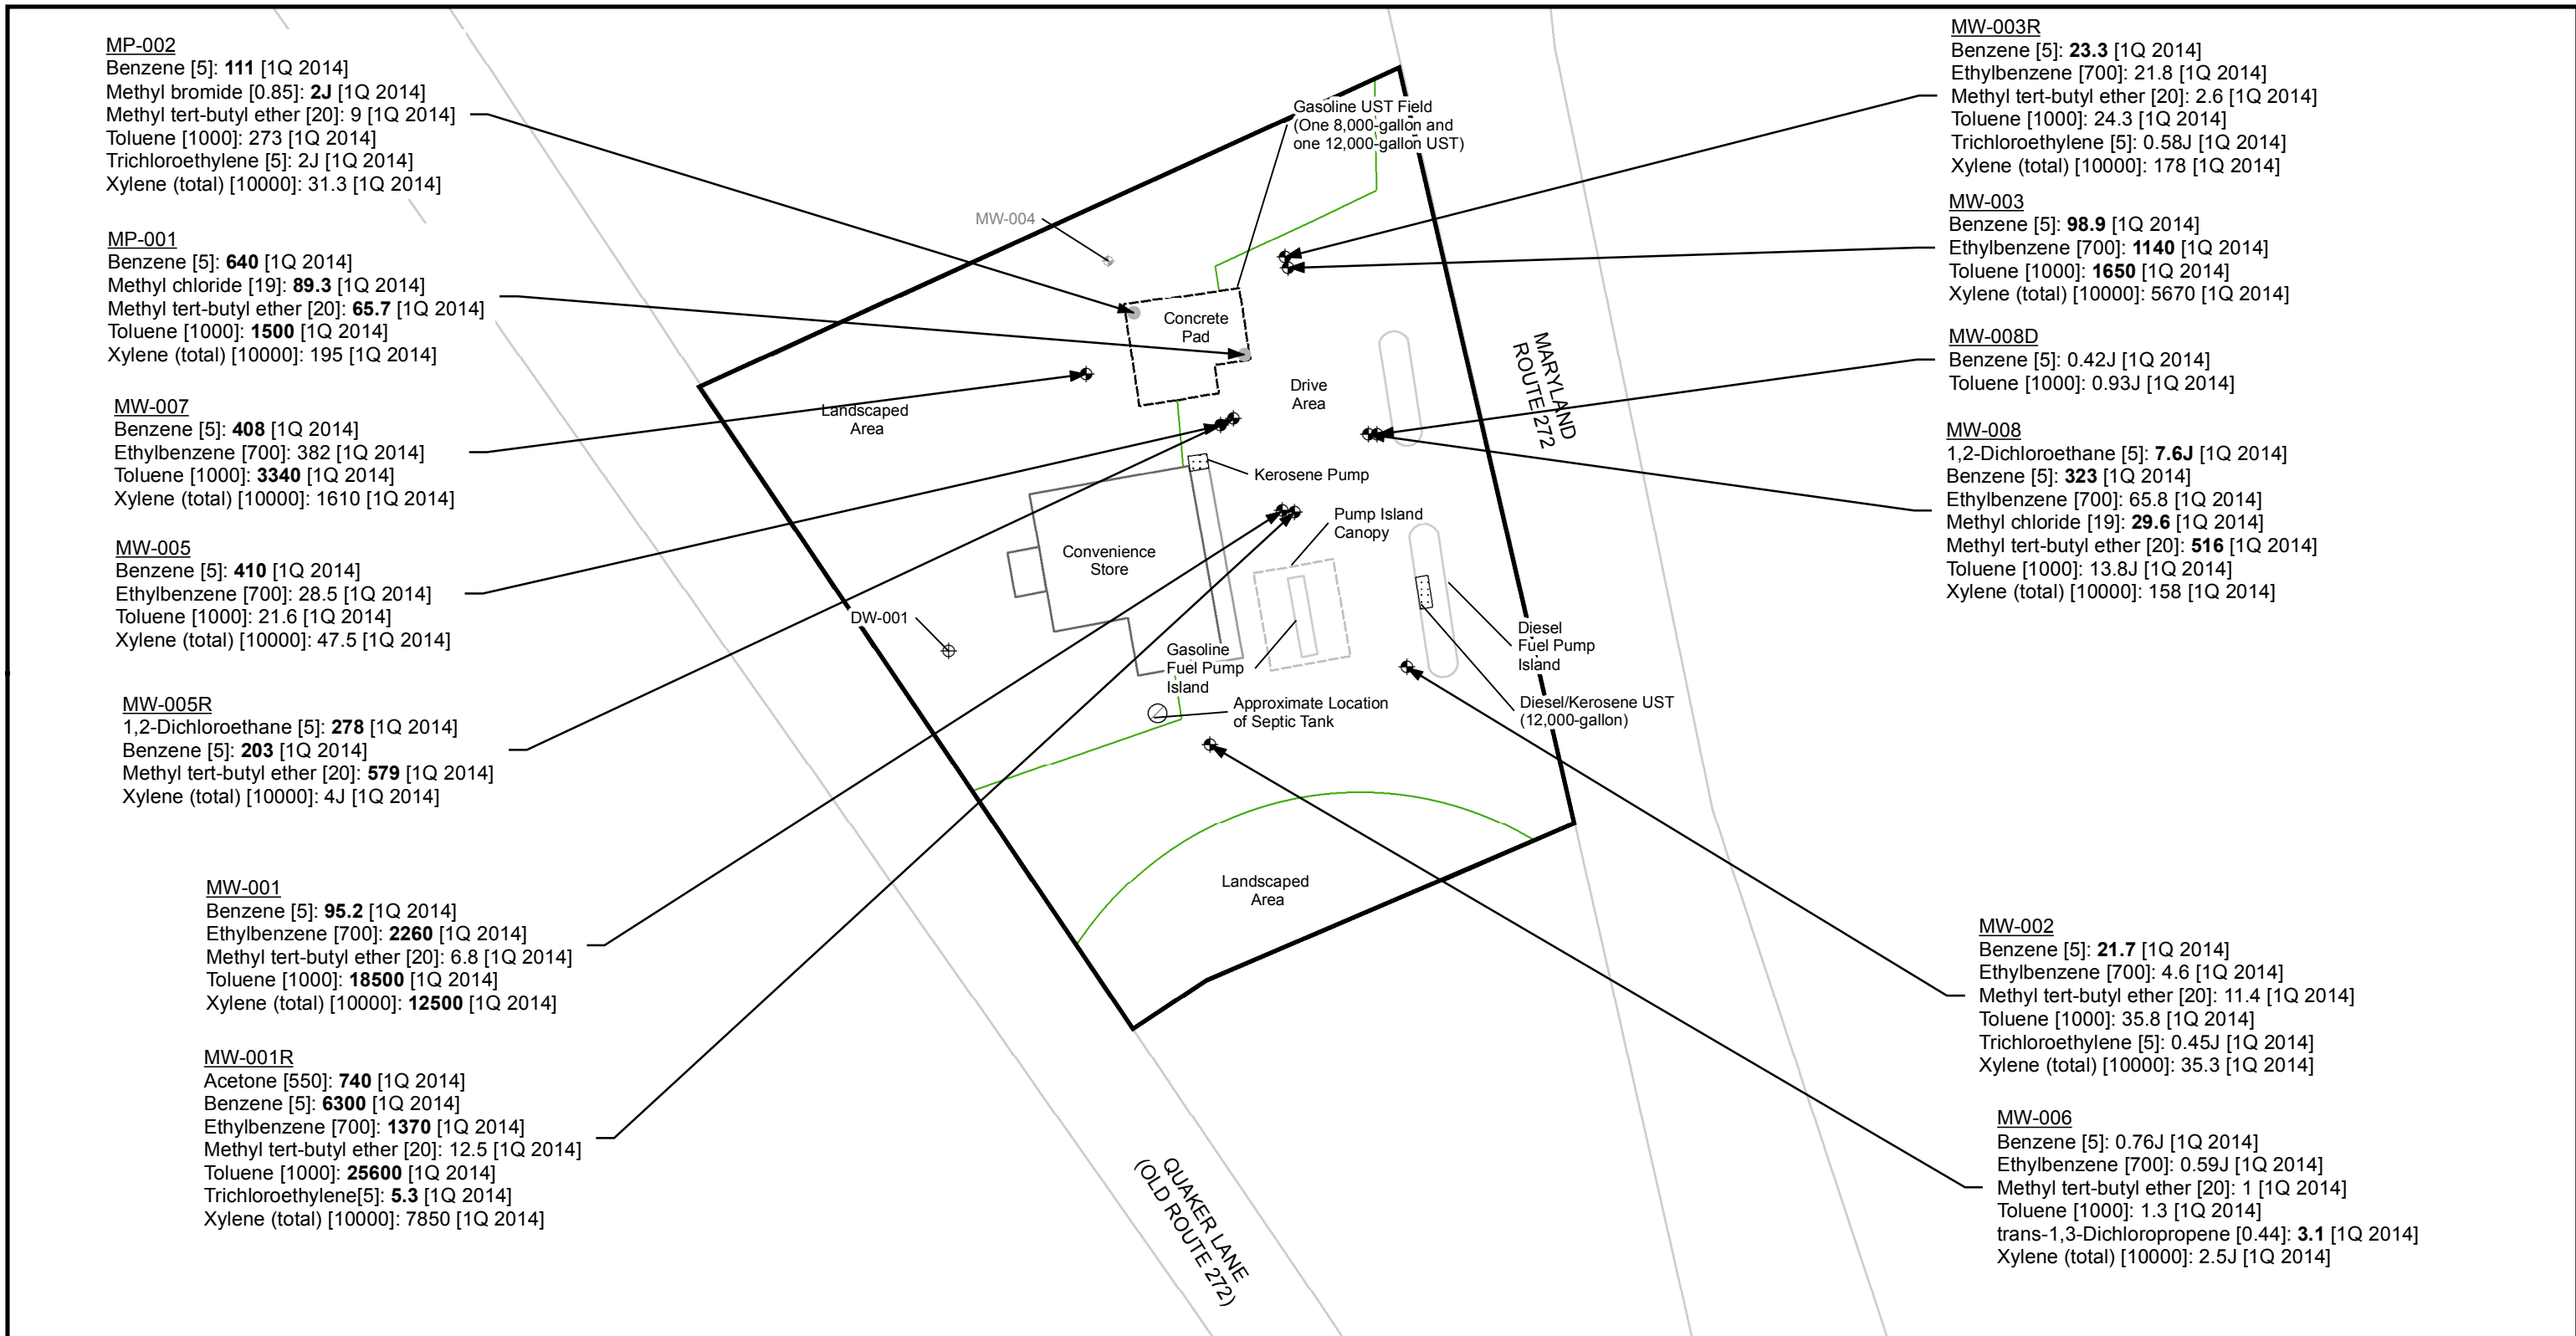 MP-002
Benzene [5]: 111 [1Q 2014]
Methyl bromide [0.85]: 2J [1Q 2014]
Methyl tert-butyl ether [20]: 9 [1Q 2014]
Toluene [1000]: 273 [1Q 2014]
Trichloroethylene [5]: 2J [1Q 2014]
Xylene (total) [10000]: 31.3 [1Q 2014]
MP-001
Benzene [5]: 640 [1Q 2014]
Methyl chloride [19]: 89.3 [1Q 2014]
Methyl tert-butyl ether [20]: 65.7 [1Q 2014]
Toluene [1000]: 1500 [1Q 2014]
Xylene (total) [10000]: 195 [1Q 2014]
MW-007
Benzene [5]: 408 [1Q 2014]
Ethylbenzene [700]: 382 [1Q 2014]
Toluene [1000]: 3340 [1Q 2014]
Xylene (total) [10000]: 1610 [1Q 2014]
MW-005
Benzene [5]: 410 [1Q 2014]
Ethylbenzene [700]: 28.5 [1Q 2014]
Toluene [1000]: 21.6 [1Q 2014]
Xylene (total) [10000]: 47.5 [1Q 2014]
MW-005R
1,2-Dichloroethane [5]: 278 [1Q 2014]
Benzene [5]: 203 [1Q 2014]
Methyl tert-butyl ether [20]: 579 [1Q 2014]
Xylene (total) [10000]: 4J [1Q 2014]
MW-001
Benzene [5]: 95.2 [1Q 2014]
Ethylbenzene [700]: 2260 [1Q 2014]
Methyl tert-butyl ether [20]: 6.8 [1Q 2014]
Toluene [1000]: 18500 [1Q 2014]
Xylene (total) [10000]: 12500 [1Q 2014]
MW-001R
Acetone [550]: 740 [1Q 2014]
Benzene [5]: 6300 [1Q 2014]
Ethylbenzene [700]: 1370 [1Q 2014]
Methyl tert-butyl ether [20]: 12.5 [1Q 2014]
Toluene [1000]: 25600 [1Q 2014]
Trichloroethylene[5]: 5.3 [1Q 2014]
Xylene (total) [10000]: 7850 [1Q 2014]
Gasoline UST Field
(One 8,000-gallon and
one 12,000-gallon UST)
MW-004
Concrete
Pad
Drive
Area
Landscaped
Area
Kerosene Pump
Pump Island
Canopy
Convenience
Store
DW-001
Gasoline
Fuel Pump
Island
Diesel
Fuel Pump
Island
Approximate Location
of Septic Tank
Diesel/Kerosene UST
(12,000-gallon)
Landscaped
Area
MARYLAND
ROUTE 272
QUAKER LANE
(OLD ROUTE 272)
MW-003R
Benzene [5]: 23.3 [1Q 2014]
Ethylbenzene [700]: 21.8 [1Q 2014]
Methyl tert-butyl ether [20]: 2.6 [1Q 2014]
Toluene [1000]: 24.3 [1Q 2014]
Trichloroethylene [5]: 0.58J [1Q 2014]
Xylene (total) [10000]: 178 [1Q 2014]
MW-003
Benzene [5]: 98.9 [1Q 2014]
Ethylbenzene [700]: 1140 [1Q 2014]
Toluene [1000]: 1650 [1Q 2014]
Xylene (total) [10000]: 5670 [1Q 2014]
MW-008D
Benzene [5]: 0.42J [1Q 2014]
Toluene [1000]: 0.93J [1Q 2014]
MW-008
1,2-Dichloroethane [5]: 7.6J [1Q 2014]
Benzene [5]: 323 [1Q 2014]
Ethylbenzene [700]: 65.8 [1Q 2014]
Methyl chloride [19]: 29.6 [1Q 2014]
Methyl tert-butyl ether [20]: 516 [1Q 2014]
Toluene [1000]: 13.8J [1Q 2014]
Xylene (total) [10000]: 158 [1Q 2014]
MW-002
Benzene [5]: 21.7 [1Q 2014]
Ethylbenzene [700]: 4.6 [1Q 2014]
Methyl tert-butyl ether [20]: 11.4 [1Q 2014]
Toluene [1000]: 35.8 [1Q 2014]
Trichloroethylene [5]: 0.45J [1Q 2014]
Xylene (total) [10000]: 35.3 [1Q 2014]
MW-006
Benzene [5]: 0.76J [1Q 2014]
Ethylbenzene [700]: 0.59J [1Q 2014]
Methyl tert-butyl ether [20]: 1 [1Q 2014]
Toluene [1000]: 1.3 [1Q 2014]
trans-1,3-Dichloropropene [0.44]: 3.1 [1Q 2014]
Xylene (total) [10000]: 2.5J [1Q 2014]